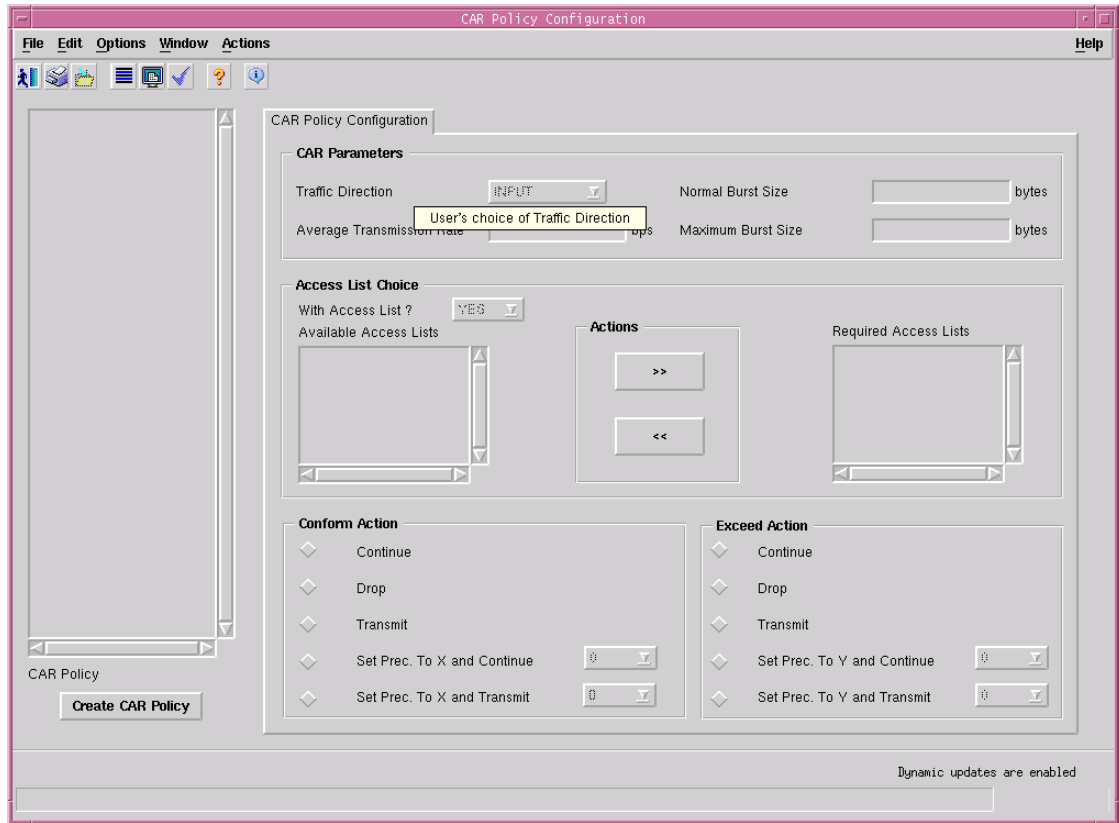 CAR Policy Configuration
File Edit Options Window Actions Help
CAR Policy Configuration
CAR Parameters
Traffic Direction INPUT Normal Burst Size bytes
User's choice of Traffic Direction
Average Transmission Rate bps Maximum Burst Size bytes
Access List Choice
With Access List ? YES
Available Access Lists Actions Required Access Lists
>>
<<
Conform Action Exceed Action
Continue Continue
Drop Drop
Transmit Transmit
Set Prec. To X and Continue 0 Set Prec. To Y and Continue 0
Set Prec. To X and Transmit 0 Set Prec. To Y and Transmit 0
CAR Policy
Create CAR Policy
Dynamic updates are enabled